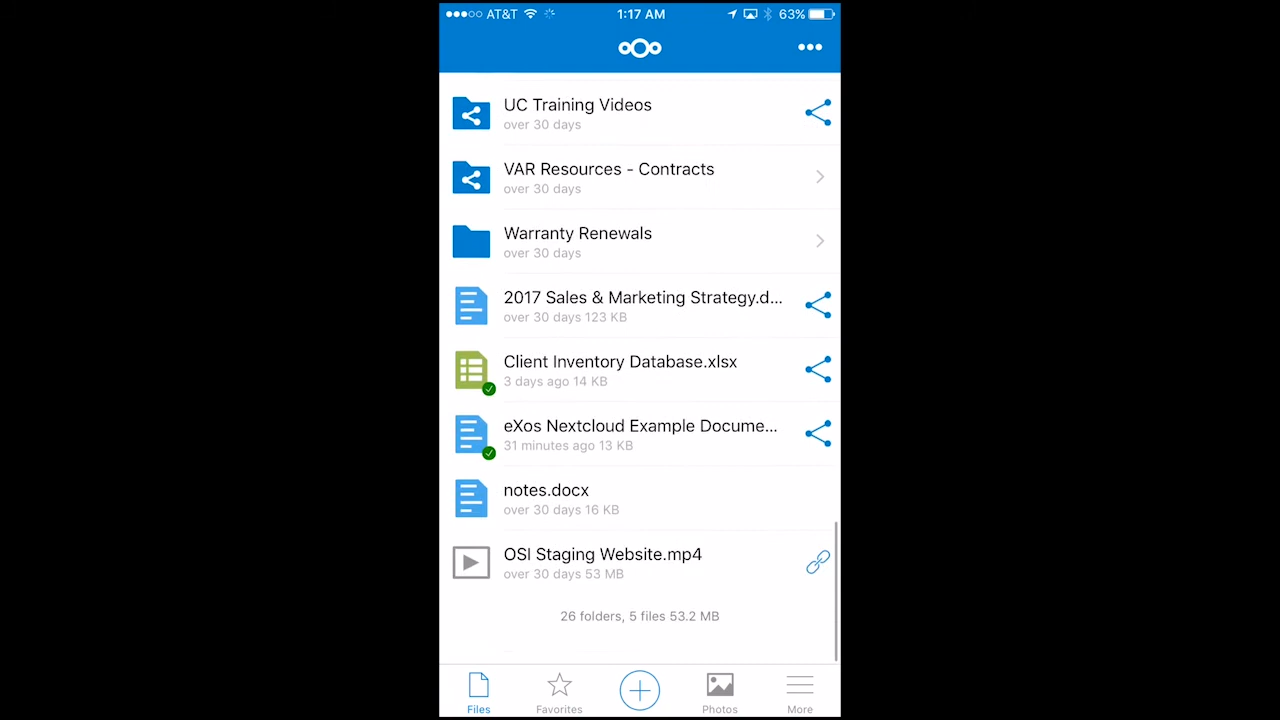 AT&T 1:17 AM 63%
UC Training Videos
over 30 days
VAR Resources - Contracts
over 30 days
Warranty Renewals
over 30 days
2017 Sales & Marketing Strategy.d...
over 30 days 123 KB
Client Inventory Database.xlsx
3 days ago 14 KB
eXos Nextcloud Example Docume...
31 minutes ago 13 KB
notes.docx
over 30 days 16 KB
OSI Staging Website.mp4
over 30 days 53 MB
26 folders, 5 files 53.2 MB
Files Favorites Photos More